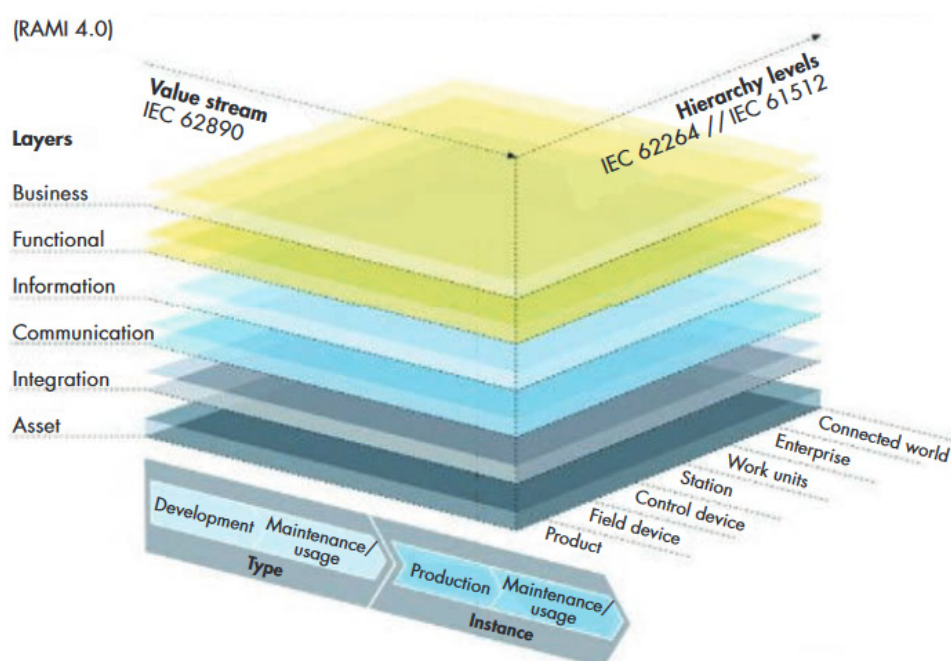 (RAMI 4.0)
Value stream
IEC 62890
Hierarchy levels
IEC 62264 // IEC 61512
Layers
Business
Functional
Information
Communication
Integration
Asset
Connected world
Enterprise
Work units
Station
Control device
Field device
Product
Development
Maintenance/
usage
Type
Production
Maintenance/
usage
Instance